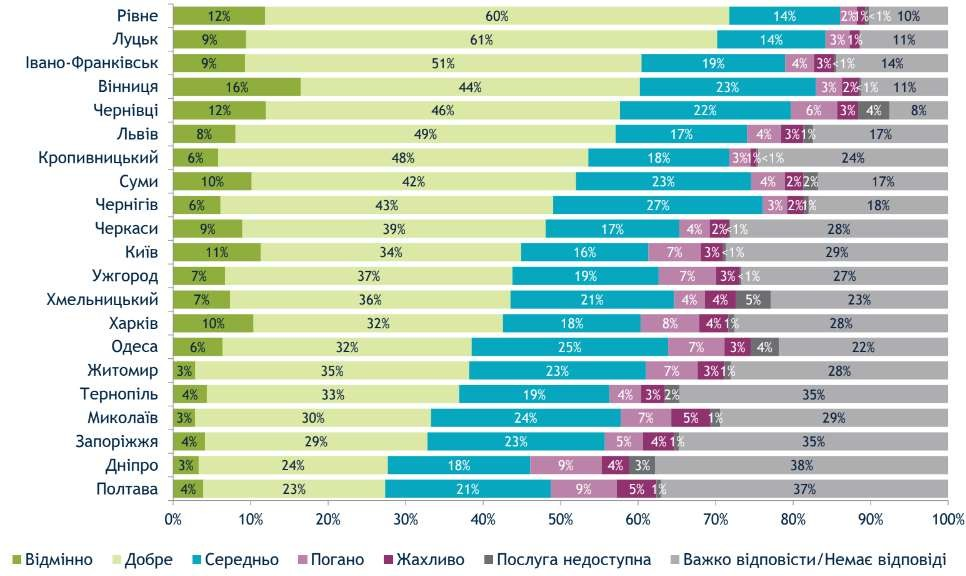 Рівне 12% 60% 14% 2% 1% <1% 10%
Луцьк 9% 61% 14% 3% 1% 11%
Івано-Франківськ 9% 51% 19% 4% 3% <1% 14%
Вінниця 16% 44% 23% 3% 2% <1% 11%
Чернівці 12% 46% 22% 6% 3% 4% 8%
Львів 8% 49% 17% 4% 3% 1% 17%
Кропивницький 6% 48% 18% 3% 1% <1% 24%
Суми 10% 42% 23% 4% 2% 2% 17%
Чернігів 6% 43% 27% 3% 2% 1% 18%
Черкаси 9% 39% 17% 4% 2% <1% 28%
Київ 11% 34% 16% 7% 3% <1% 29%
Ужгород 7% 37% 19% 7% 3% <1% 27%
Хмельницький 7% 36% 21% 4% 4% 5% 23%
Харків 10% 32% 18% 8% 4% 1% 28%
Одеса 6% 32% 25% 7% 3% 4% 22%
Житомир 3% 35% 23% 7% 3% 1% 28%
Тернопіль 4% 33% 19% 4% 3% 2% 35%
Миколаїв 3% 30% 24% 7% 5% 1% 29%
Запоріжжя 4% 29% 23% 5% 4% 1% 35%
Дніпро 3% 24% 18% 9% 4% 3% 38%
Полтава 4% 23% 21% 9% 5% 1% 37%
0% 10% 20% 30% 40% 50% 60% 70% 80% 90% 100%
Відмінно Добре Середньо Погано Жахливо Послуга недоступна Важко відповісти/Немає відповіді